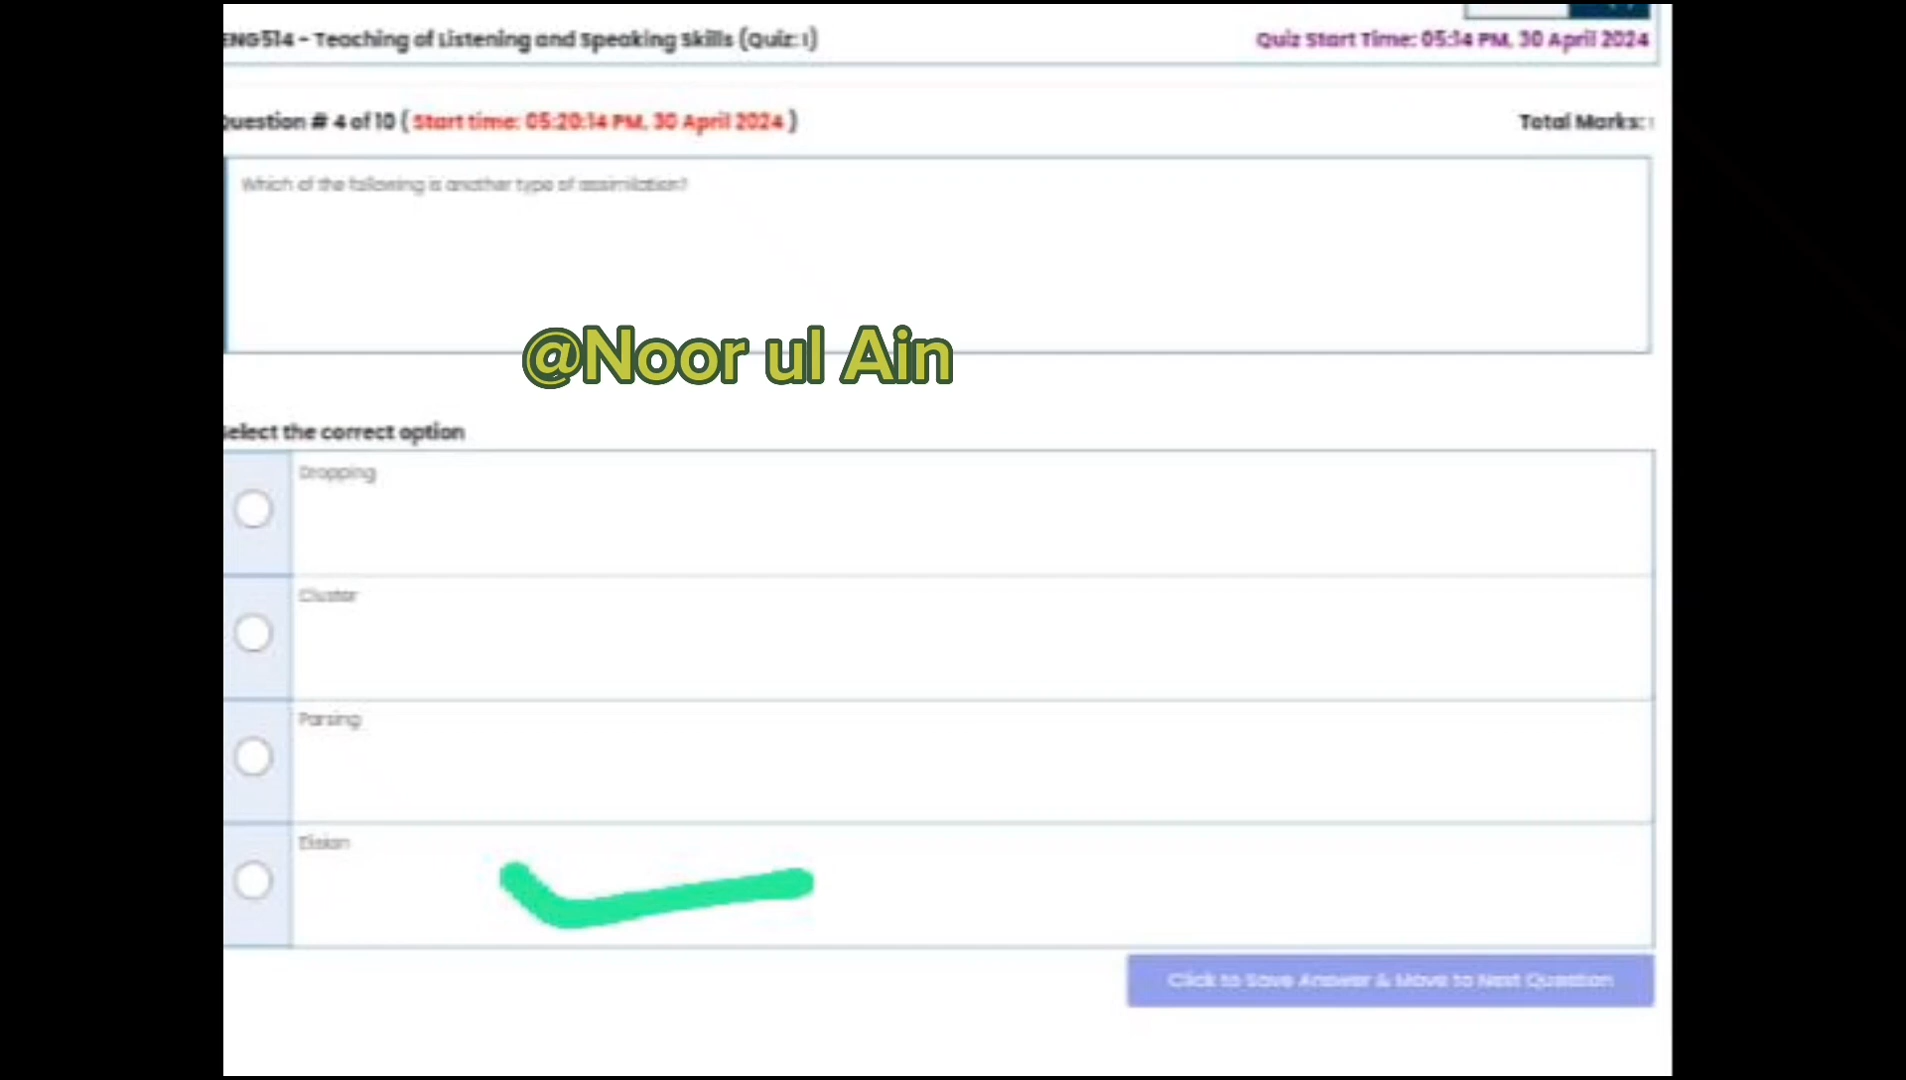 ENG514 - Teaching of Listening and Speaking Skills (Quiz: 1)
Quiz Start Time: 05:14 PM, 30 April 2024
Question # 4 of 10 ( Start time: 05:20:14 PM, 30 April 2024 )
Total Marks: 1
Which of the following is another type of assimilation?
@Noor ul Ain
Select the correct option
Dropping
Cluster
Parsing
Elision
Click to Save Answer & Move to Next Question